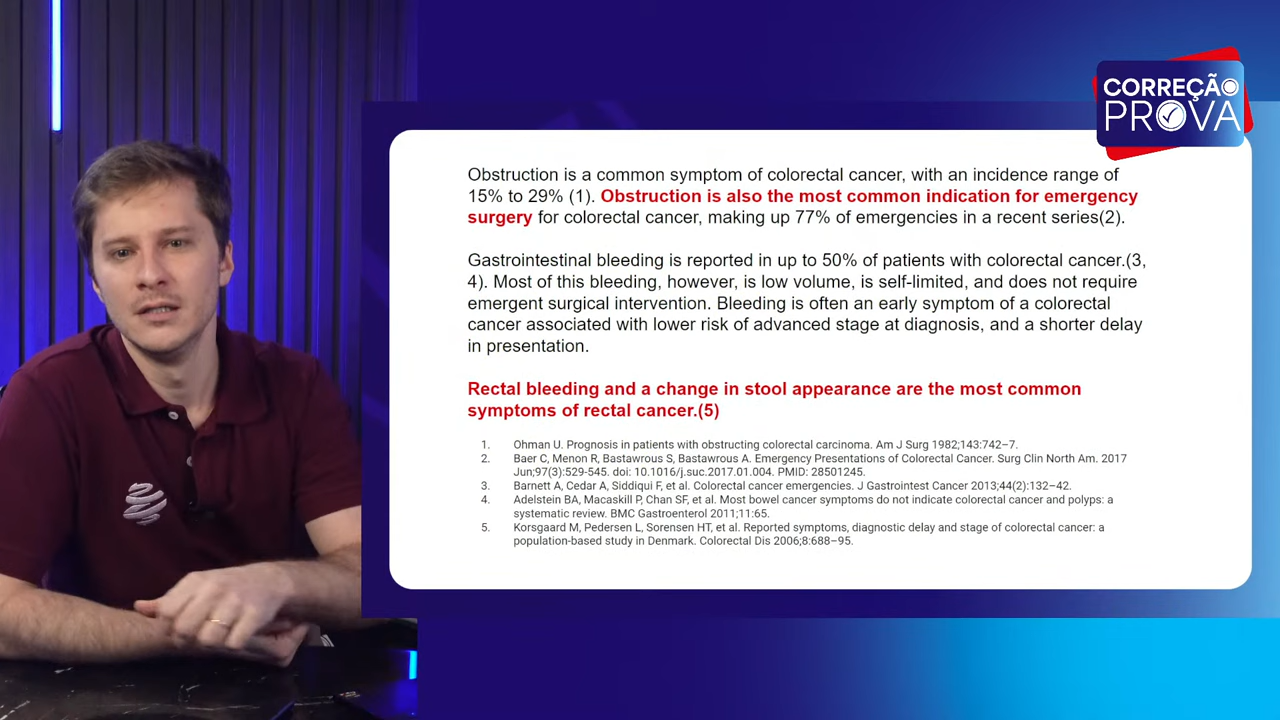 CORREÇÃO
PROVA
Obstruction is a common symptom of colorectal cancer, with an incidence range of
15% to 29% (1). Obstruction is also the most common indication for emergency
surgery for colorectal cancer, making up 77% of emergencies in a recent series(2).
Gastrointestinal bleeding is reported in up to 50% of patients with colorectal cancer.(3,
4). Most of this bleeding, however, is low volume, is self-limited, and does not require
emergent surgical intervention. Bleeding is often an early symptom of a colorectal
cancer associated with lower risk of advanced stage at diagnosis, and a shorter delay
in presentation.
Rectal bleeding and a change in stool appearance are the most common
symptoms of rectal cancer.(5)
1. Ohman U. Prognosis in patients with obstructing colorectal carcinoma. Am J Surg 1982;143:742–7.
2. Baer C, Menon R, Bastawrous S, Bastawrous A. Emergency Presentations of Colorectal Cancer. Surg Clin North Am. 2017
Jun;97(3):529-545. doi: 10.1016/j.suc.2017.01.004. PMID: 28501245.
3. Barnett A, Cedar A, Siddiqui F, et al. Colorectal cancer emergencies. J Gastrointest Cancer 2013;44(2):132–42.
4. Adelstein BA, Macaskill P, Chan SF, et al. Most bowel cancer symptoms do not indicate colorectal cancer and polyps: a
systematic review. BMC Gastroenterol 2011;11:65.
5. Korsgaard M, Pedersen L, Sorensen HT, et al. Reported symptoms, diagnostic delay and stage of colorectal cancer: a
population-based study in Denmark. Colorectal Dis 2006;8:688–95.